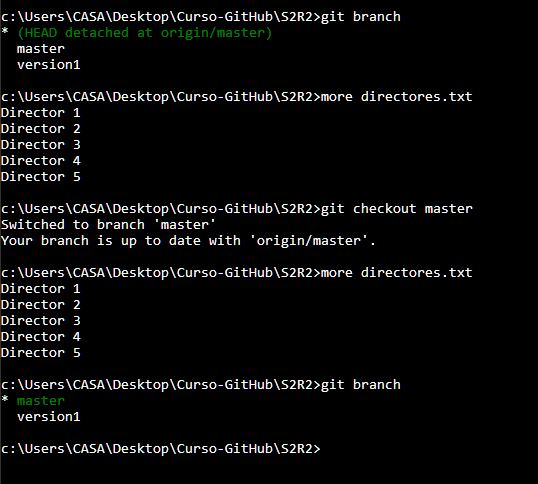 c:\Users\CASA\Desktop\Curso-GitHub\S2R2>git branch
* (HEAD detached at origin/master)
  master
  version1
c:\Users\CASA\Desktop\Curso-GitHub\S2R2>more directores.txt
Director 1
Director 2
Director 3
Director 4
Director 5
c:\Users\CASA\Desktop\Curso-GitHub\S2R2>git checkout master
Switched to branch 'master'
Your branch is up to date with 'origin/master'.
c:\Users\CASA\Desktop\Curso-GitHub\S2R2>more directores.txt
Director 1
Director 2
Director 3
Director 4
Director 5
c:\Users\CASA\Desktop\Curso-GitHub\S2R2>git branch
* master
  version1
c:\Users\CASA\Desktop\Curso-GitHub\S2R2>